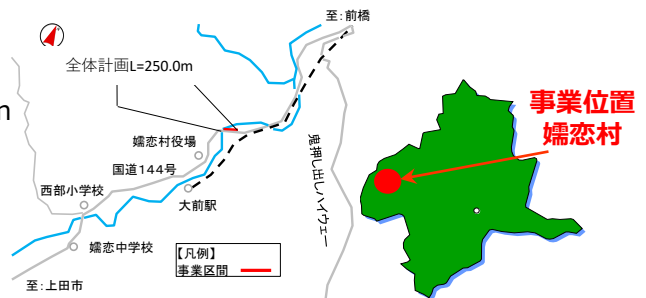 至:前橋
全体計画L=250.0m
m
嬬恋村役場
国道144号
西部小学校
大前駅
嬬恋中学校
鬼押し出しハイウェー
【凡例】
事業区間
至:上田市
事業位置
嬬恋村